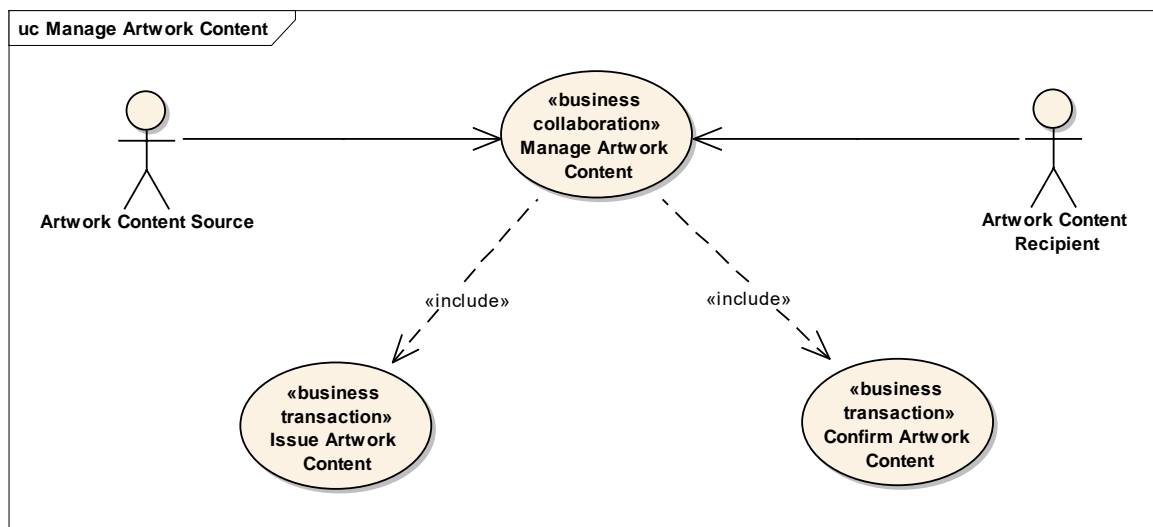 uc Manage Artwork Content
«business
collaboration»
Manage Artwork
Content
Artwork Content Source
Artwork Content
Recipient
«include»
«include»
«business
transaction»
Issue Artwork
Content
«business
transaction»
Confirm Artwork
Content